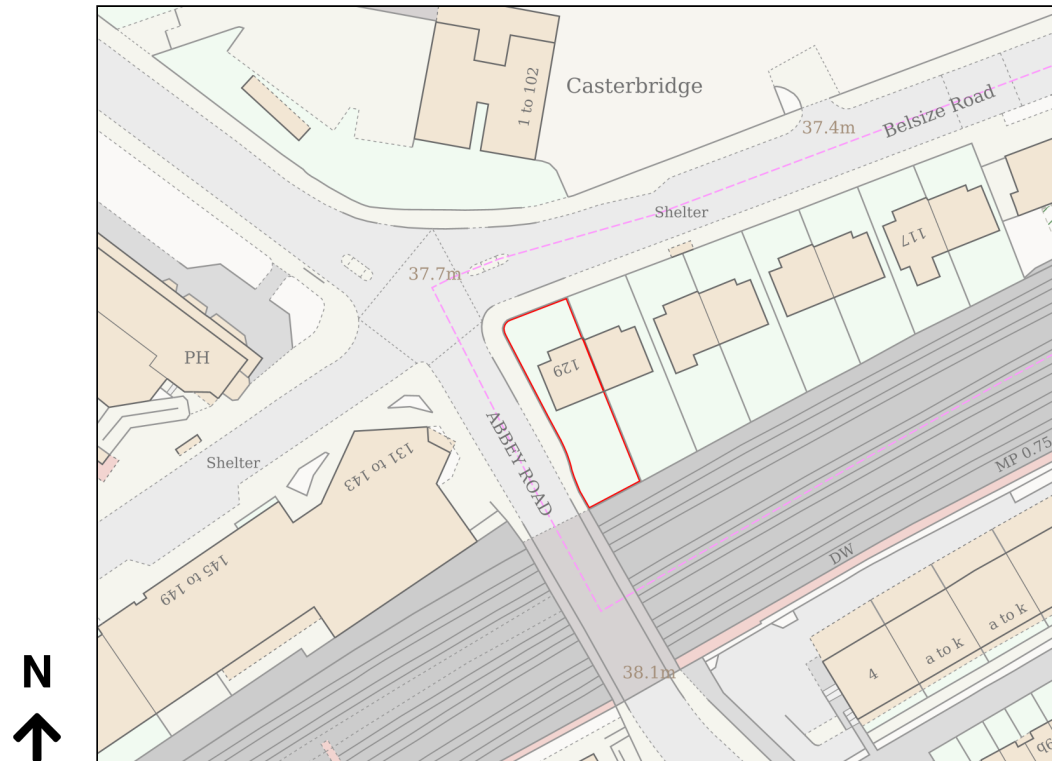 1 to 102
Casterbridge
37.4m
Belsize Road
Shelter
117
37.7m
129
PH
ABBEY ROAD
131 to 143
Shelter
MP 0.75
DW
145 to 149
a to k
a to k
4
38.1m
N